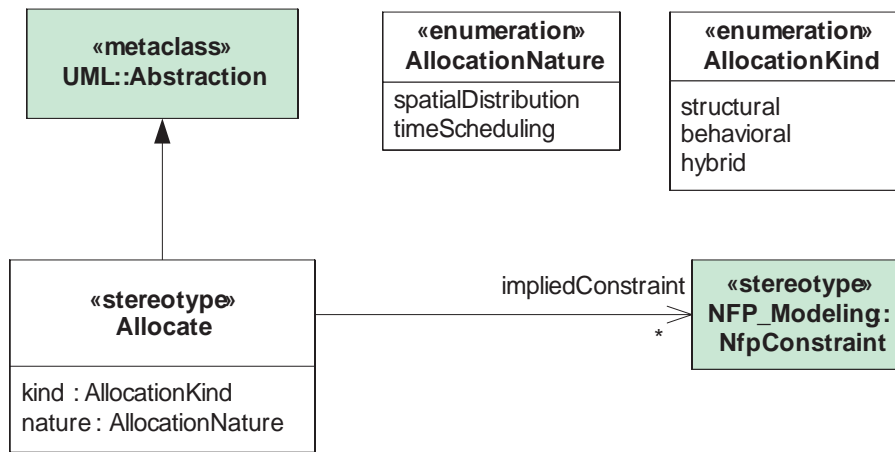 «metaclass»
UML::Abstraction
«enumeration»
AllocationNature
spatialDistribution
timeScheduling
«enumeration»
AllocationKind
structural
behavioral
hybrid
«stereotype»
Allocate
kind : AllocationKind
nature : AllocationNature
impliedConstraint
*
«stereotype»
NFP_Modeling::
NfpConstraint